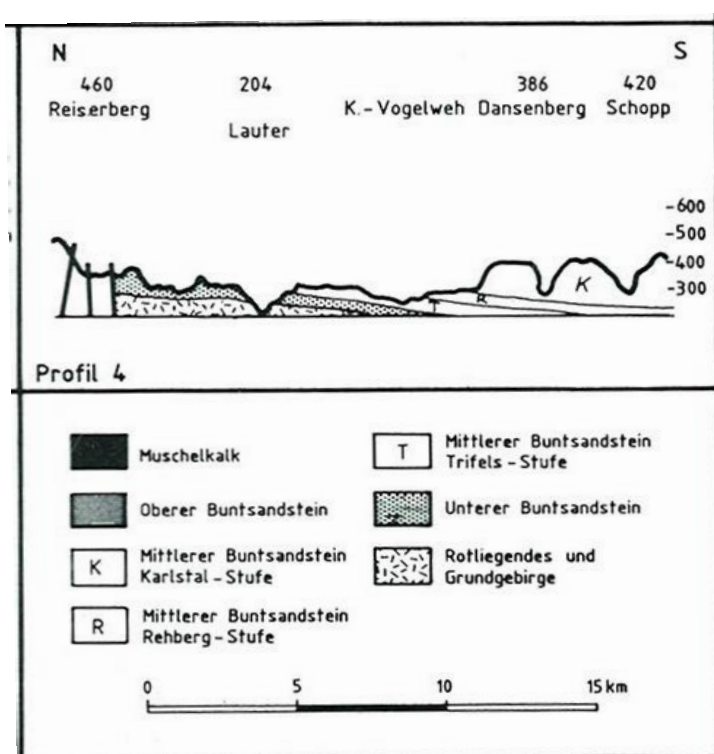 N S
460 204 386 420
Reiserberg Lauter K.-Vogelweh Dansenberg Schopp
-600
-500
-400
-300
K
T
R
Profil 4
Muschelkalk
Oberer Buntsandstein
K Mittlerer Buntsandstein
Karlstal-Stufe
R Mittlerer Buntsandstein
Rehberg-Stufe
T Mittlerer Buntsandstein
Trifels-Stufe
Unterer Buntsandstein
Rotliegendes und
Grundgebirge
0 5 10 15 km